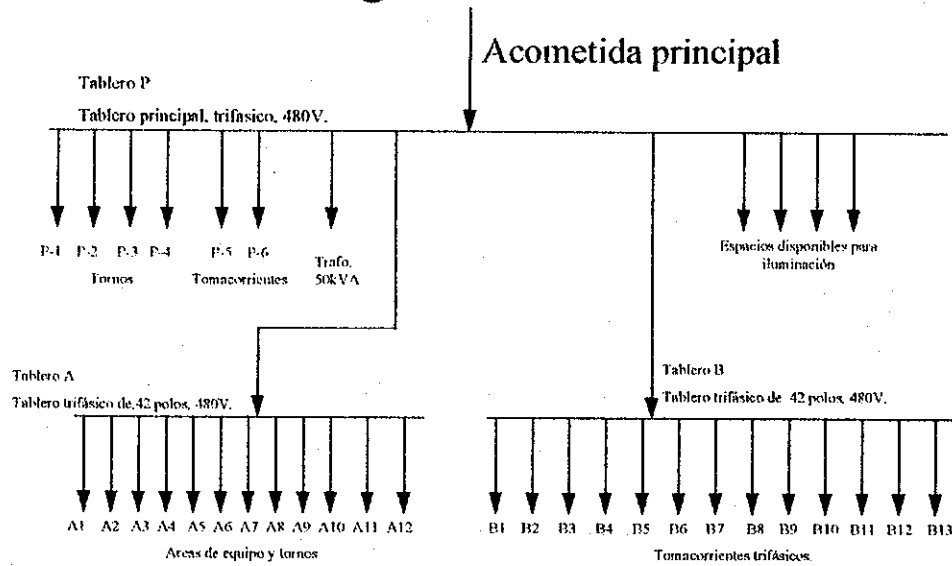 Acometida principal
Tablero P
Tablero principal, trifasico, 480V.
P-1 P-2 P-3 P-4 P-5 P-6
Tornos
Tomacorrientes
Trafo,
50kVA
Espacios disponibles para
iluminación
Tablero A
Tablero trifásico de 42 polos, 480V.
Tablero B
Tablero trifásico de 42 polos, 480V.
A1 A2 A3 A4 A5 A6 A7 A8 A9 A10 A11 A12
Areas de equipo y tornos
B1 B2 B3 B4 B5 B6 B7 B8 B9 B10 B11 B12 B13
Tomacorrientes trifásicos.